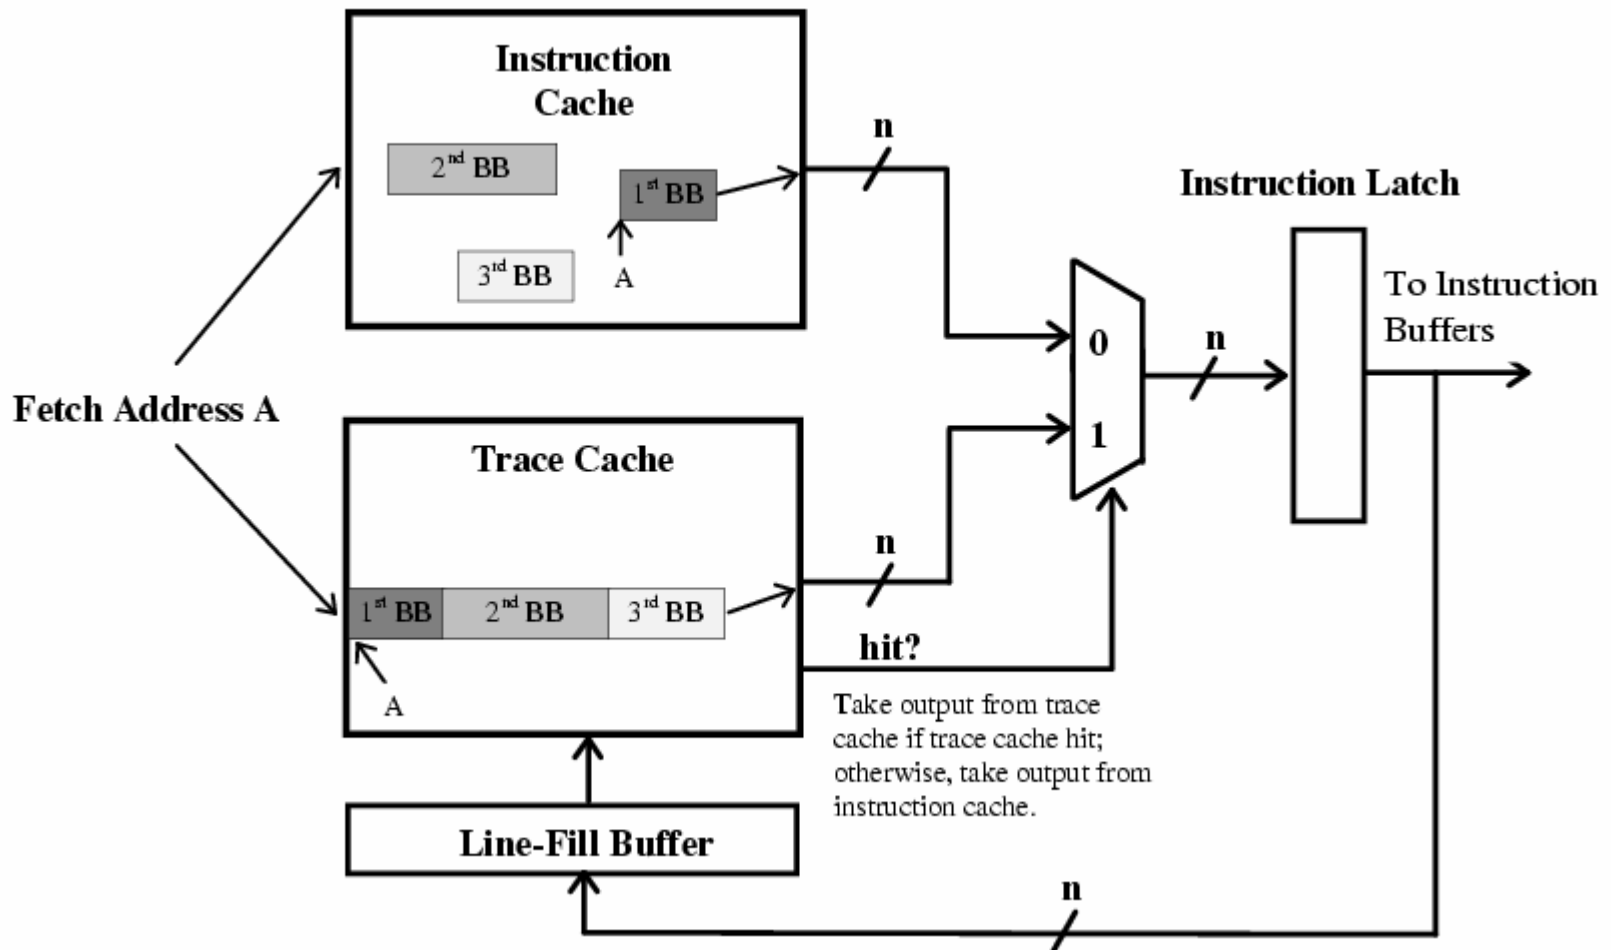 Instruction
Cache
2nd BB
1st BB
3rd BB
A
n
Instruction Latch
To Instruction
Buffers
0
1
n
Fetch Address A
Trace Cache
1st BB
2nd BB
3rd BB
A
n
hit?
Take output from trace
cache if trace cache hit;
otherwise, take output from
instruction cache.
Line-Fill Buffer
n